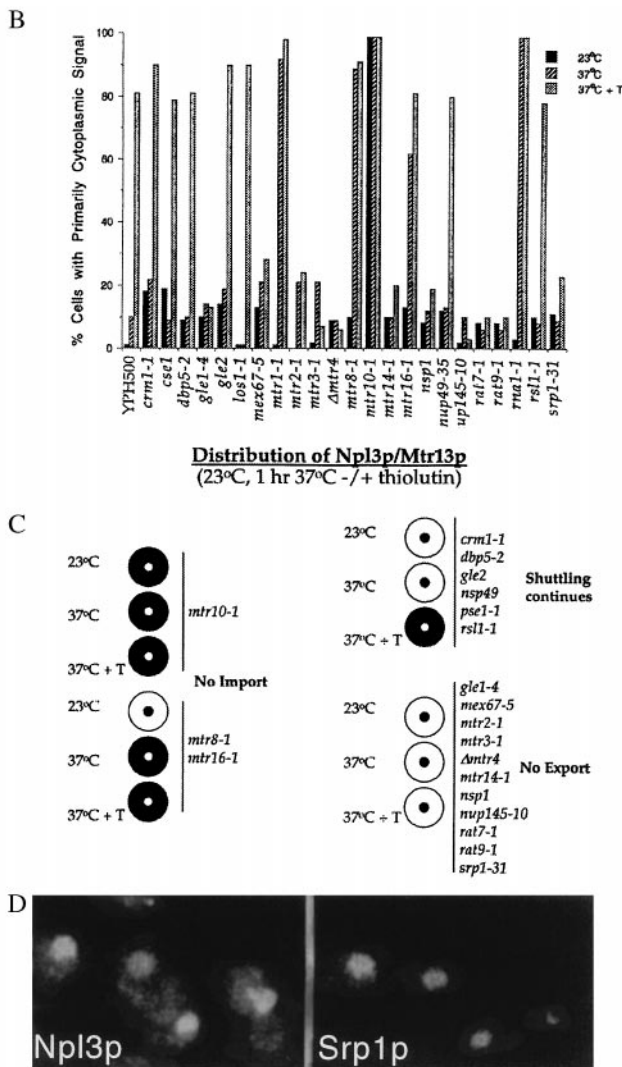 B
% Cells with Primarily Cytoplasmic Signal
100
80
60
40
20
0
23°C
37°C
37°C + T
YPH500
crm1-1
cse1
dbp5-2
gle1-4
gle2
los1-1
mex67-5
mtr1-1
mtr2-1
mtr3-1
Δmtr4
mtr8-1
mtr10-1
mtr14-1
mtr16-1
nsp1
nup49-35
up145-10
rat7-1
rat9-1
rna1-1
rsl1-1
srp1-31
Distribution of Npl3p/Mtr13p
(23°C, 1 hr 37°C -/+ thiolutin)
C
23°C
37°C
37°C + T
mtr10-1
No Import
23°C
37°C
37°C + T
mtr8-1
mtr16-1
23°C
37°C
37°C + T
crm1-1
dbp5-2
gle2
nsp49
pse1-1
rsl1-1
Shuttling
continues
23°C
37°C
37°C + T
gle1-4
mex67-5
mtr2-1
mtr3-1
Δmtr4
mtr14-1
nsp1
nup145-10
rat7-1
rat9-1
srp1-31
No Export
D
Npl3p
Srp1p